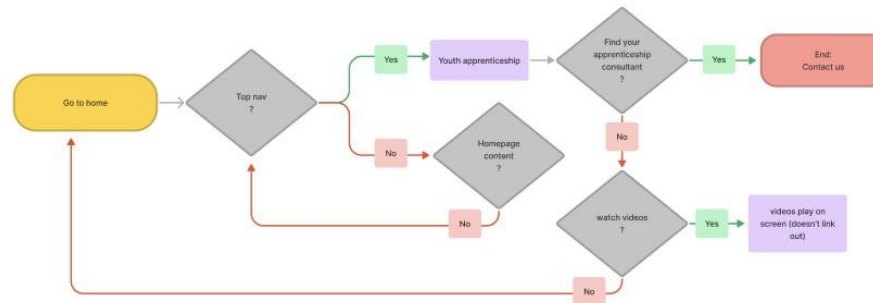 Go to home
Top nav
?
Yes
Youth apprenticeship
Find your
apprenticeship
consultant
?
Yes
End:
Contact us
No
Homepage
content
?
No
No
watch videos
?
Yes
videos play on
screen (doesn't link
out)
No